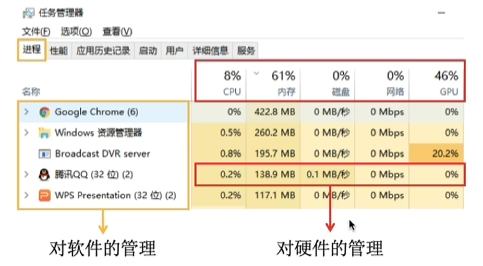 任务管理器
文件(F) 选项(O) 查看(V)
进程 性能 应用历史记录 启动 用户 详细信息 服务
8% 61% 0% 0% 46%
名称 CPU 内存 磁盘 网络 GPU
Google Chrome (6) 0% 422.8 MB 0 MB/秒 0 Mbps 0%
Windows 资源管理器 0.5% 260.2 MB 0 MB/秒 0 Mbps 0%
Broadcast DVR server 0.8% 195.7 MB 0 MB/秒 0 Mbps 20.2%
腾讯QQ (32 位) (2) 0.2% 138.9 MB 0.1 MB/秒 0 Mbps 0%
WPS Presentation (32 位) (2) 0.2% 117.1 MB 0 MB/秒 0 Mbps 0%
对软件的管理 对硬件的管理